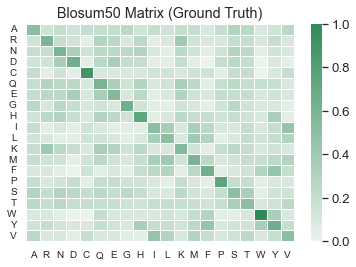 Blosum50 Matrix (Ground Truth)
A
R
N
D
C
Q
E
G
H
I
L
K
M
F
P
S
T
W
Y
V
A R N D C Q E G H I L K M F P S T W Y V
1.0
0.8
0.6
0.4
0.2
0.0